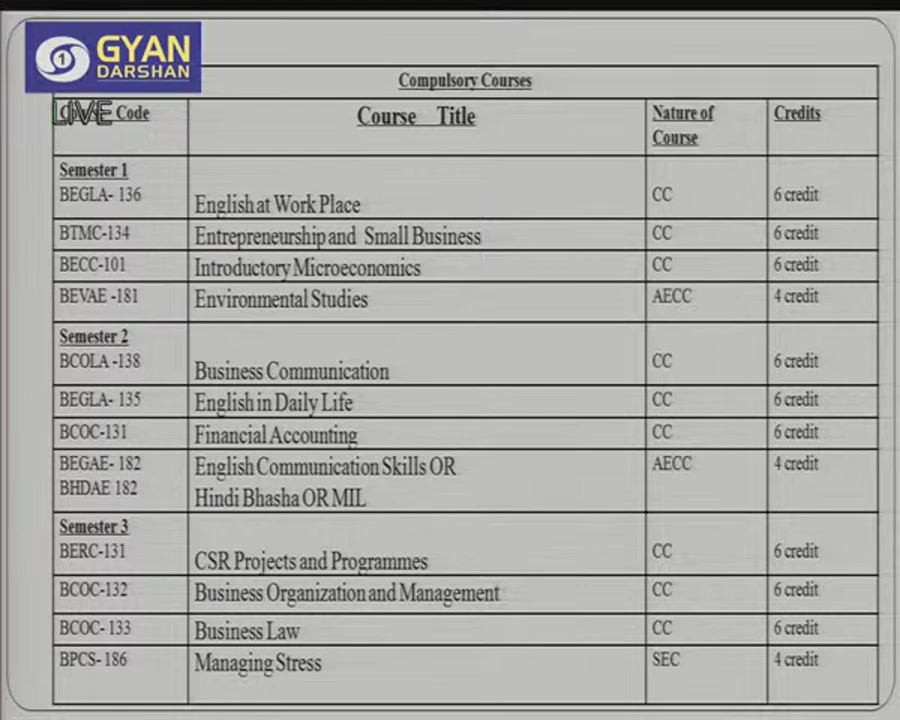 GYAN
DARSHAN
1
LIVE
Compulsory Courses
Code Course Title Nature of Course Credits
Semester 1
BEGLA- 136 English at Work Place CC 6 credit
BTMC-134 Entrepreneurship and Small Business CC 6 credit
BECC-101 Introductory Microeconomics CC 6 credit
BEVAE -181 Environmental Studies AECC 4 credit
Semester 2
BCOLA -138 Business Communication CC 6 credit
BEGLA- 135 English in Daily Life CC 6 credit
BCOC-131 Financial Accounting CC 6 credit
BEGAE- 182 English Communication Skills OR AECC 4 credit
BHDAE 182 Hindi Bhasha OR MIL
Semester 3
BERC-131 CSR Projects and Programmes CC 6 credit
BCOC-132 Business Organization and Management CC 6 credit
BCOC- 133 Business Law CC 6 credit
BPCS- 186 Managing Stress SEC 4 credit